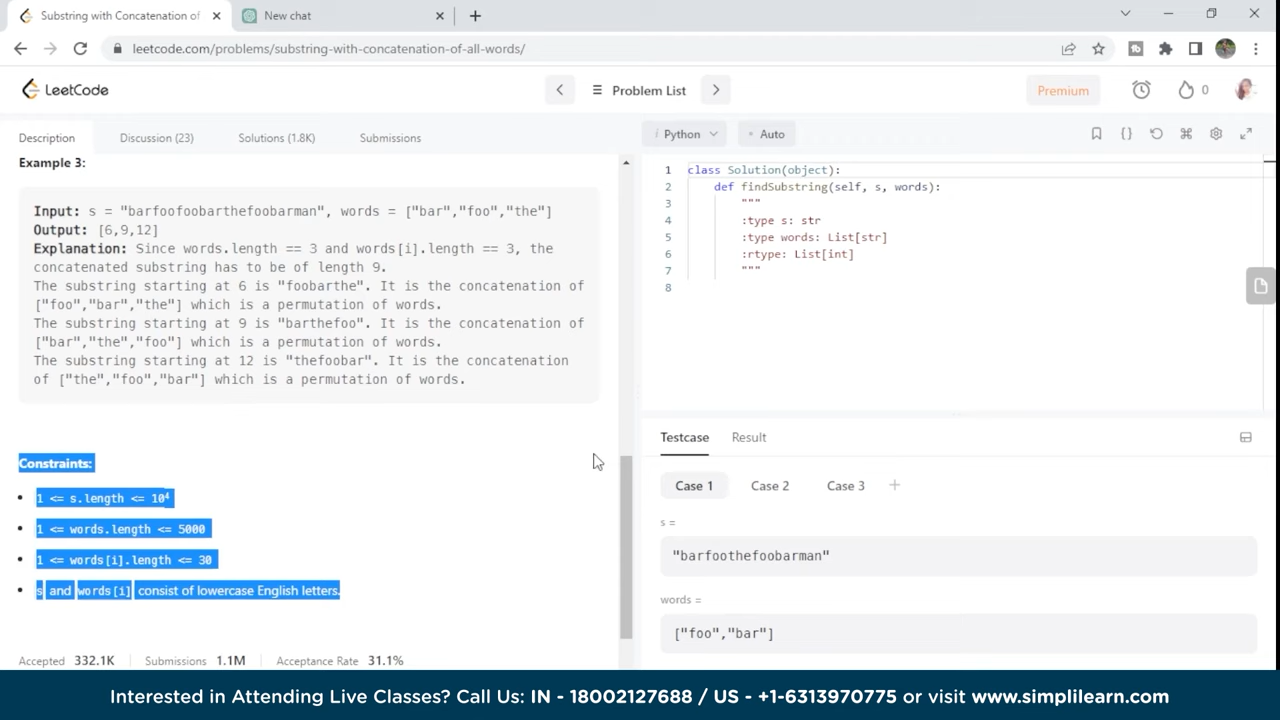 Substring with Concatenation of
New chat
leetcode.com/problems/substring-with-concatenation-of-all-words/
LeetCode
Problem List
Premium
0
Description
Discussion (23)
Solutions (1.8K)
Submissions
i Python
Auto
Example 3:
Input: s = "barfoofoobarthefoobarman", words = ["bar","foo","the"]
Output: [6,9,12]
Explanation: Since words.length == 3 and words[i].length == 3, the
concatenated substring has to be of length 9.
The substring starting at 6 is "foobarthe". It is the concatenation of
["foo","bar","the"] which is a permutation of words.
The substring starting at 9 is "barthefoo". It is the concatenation of
["bar","the","foo"] which is a permutation of words.
The substring starting at 12 is "thefoobar". It is the concatenation
of ["the","foo","bar"] which is a permutation of words.
Constraints:
1 <= s.length <= 10⁴
1 <= words.length <= 5000
1 <= words[i].length <= 30
s and words[i] consist of lowercase English letters.
Accepted 332.1K Submissions 1.1M Acceptance Rate 31.1%
1 class Solution(object):
2 def findSubstring(self, s, words):
3 """
4 :type s: str
5 :type words: List[str]
6 :rtype: List[int]
7 """
8
Testcase
Result
Case 1
Case 2
Case 3
s =
"barfoothefoobarman"
words =
["foo","bar"]
Interested in Attending Live Classes? Call Us: IN - 18002127688 / US - +1-6313970775 or visit www.simplilearn.com